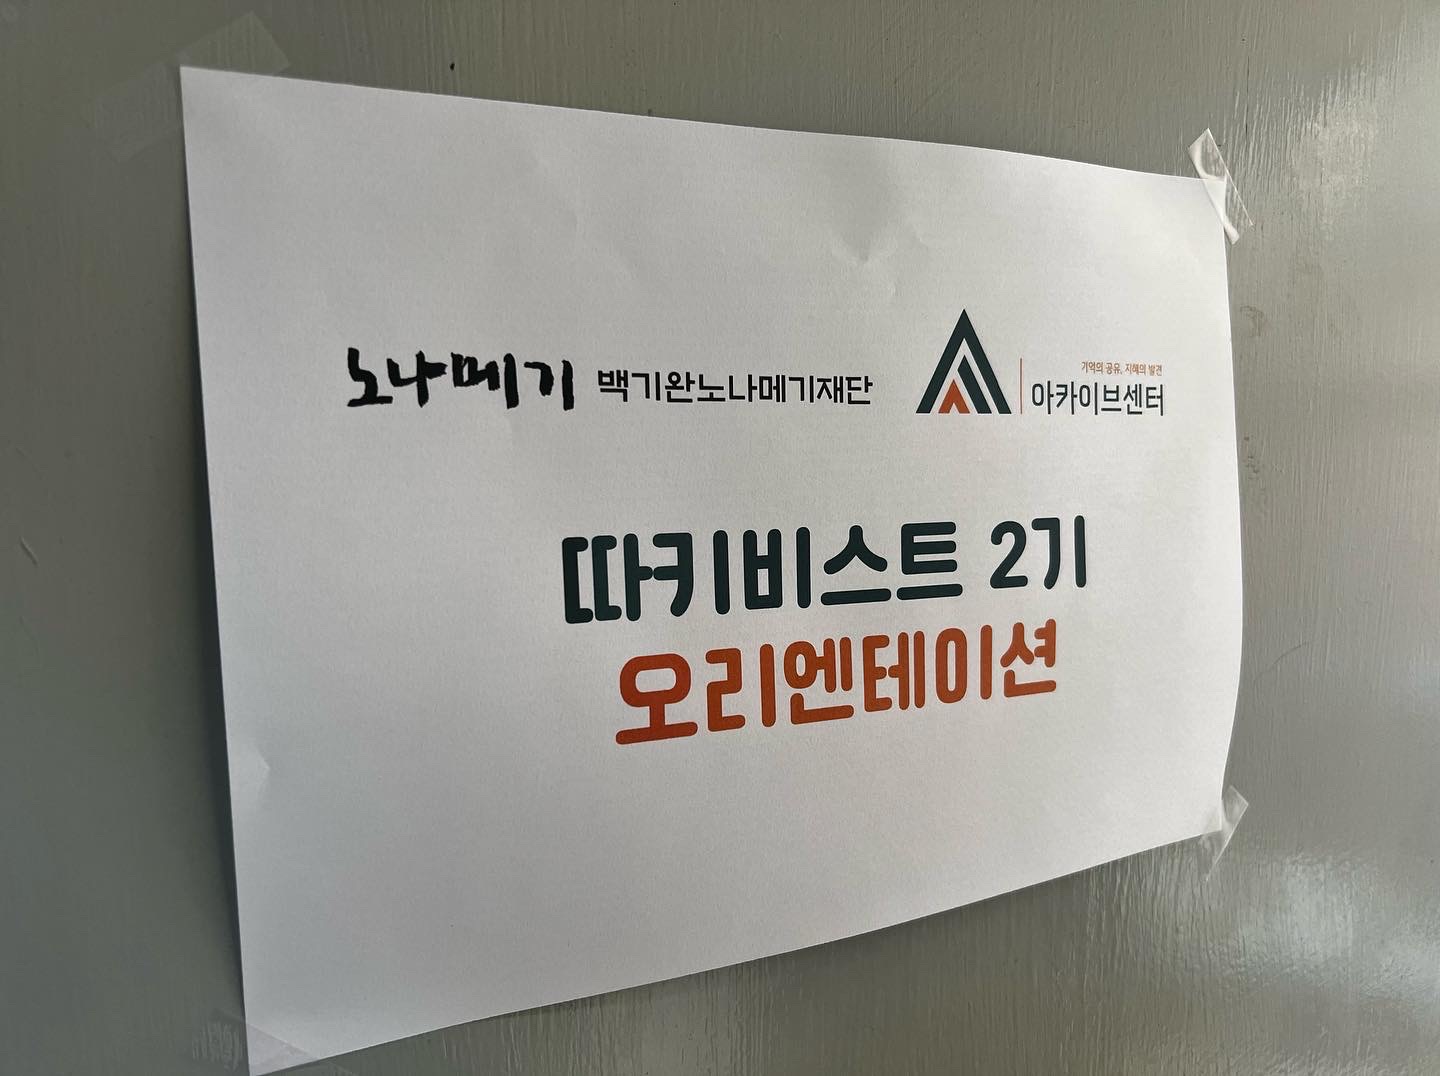 노나메기 백기완노나메기재단
기억의 공유, 지혜의 발견
아카이브센터
따키비스트 2기
오리엔테이션